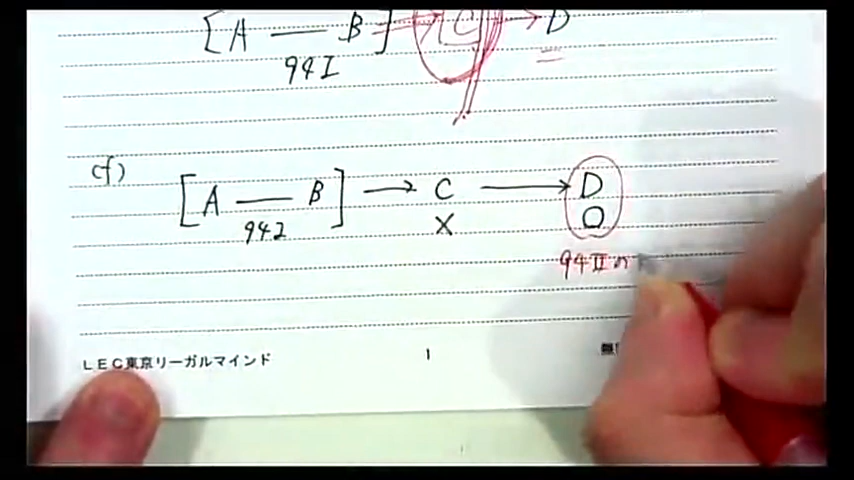 [A — B] → C → D
94I
cf)
[A — B] → C → D
942 × ○
94IIの
LEC東京リーガルマインド 1